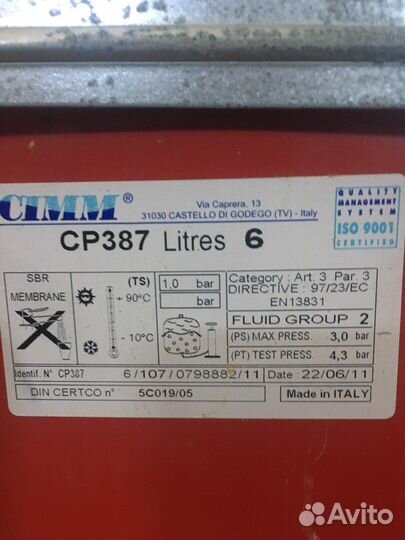 CIMM®
Via Caprera, 13
31030 CASTELLO DI GODEGO (TV) - Italy
QUALITY
MANAGEMENT
SYSTEM
ISO 9001
CERTIFIED
CP387 Litres 6
SBR
MEMBRANE
(TS)
+ 90°C
- 10°C
1,0 bar
bar
Category : Art. 3 Par. 3
DIRECTIVE : 97/23/EC
EN13831
FLUID GROUP 2
(PS) MAX PRESS. 3,0 bar
(PT) TEST PRESS. 4,3 bar
Identif. N° CP387 6/107/0798882/11 Date : 22/06/11
DIN CERTCO n° 5C019/05 Made in ITALY
Avito